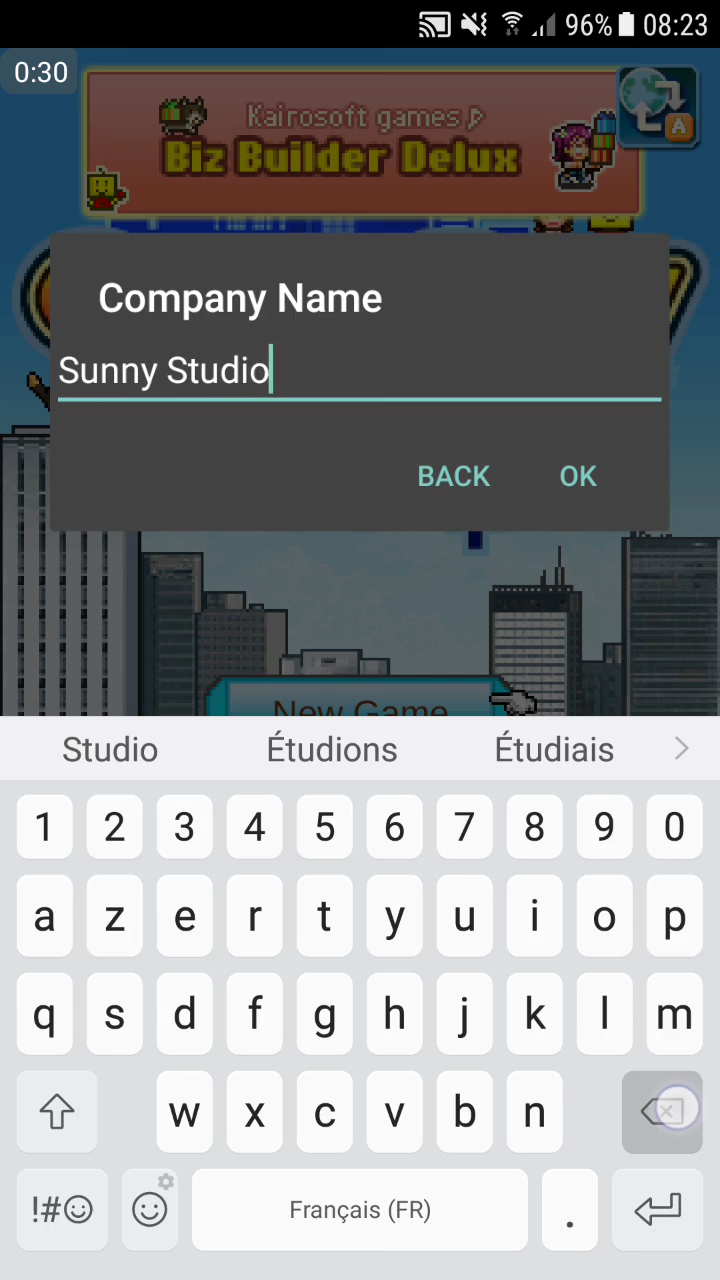 96% 08:23
0:30
Kairosoft games
Biz Builder Delux
Company Name
Sunny Studio
BACK OK
New Game
Studio Étudions Étudiais
1 2 3 4 5 6 7 8 9 0
a z e r t y u i o p
q s d f g h j k l m
w x c v b n
!# Français (FR) .